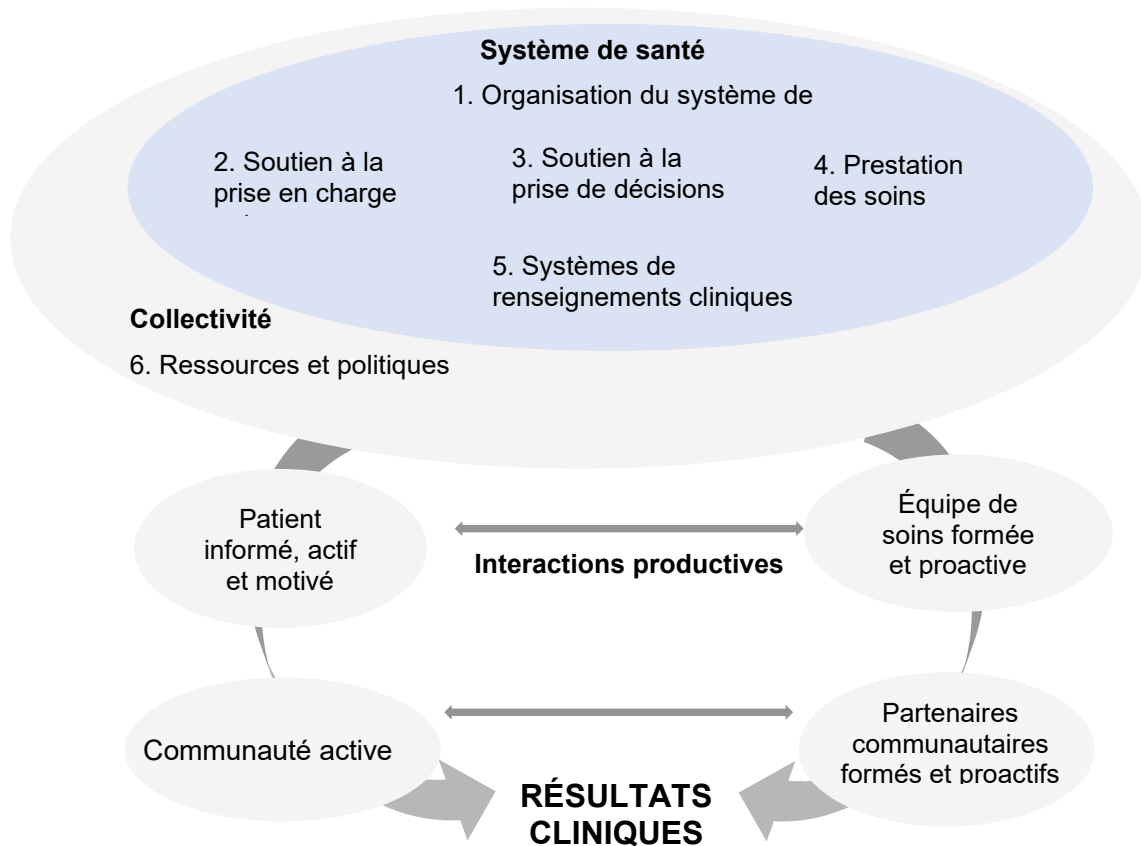 Système de santé
1. Organisation du système de
2. Soutien à la
prise en charge
3. Soutien à la
prise de décisions
4. Prestation
des soins
5. Systèmes de
renseignements cliniques
Collectivité
6. Ressources et politiques
Patient
informé, actif
et motivé
Interactions productives
Équipe de
soins formée
et proactive
Communauté active
Partenaires
communautaires
formés et proactifs
RÉSULTATS
CLINIQUES